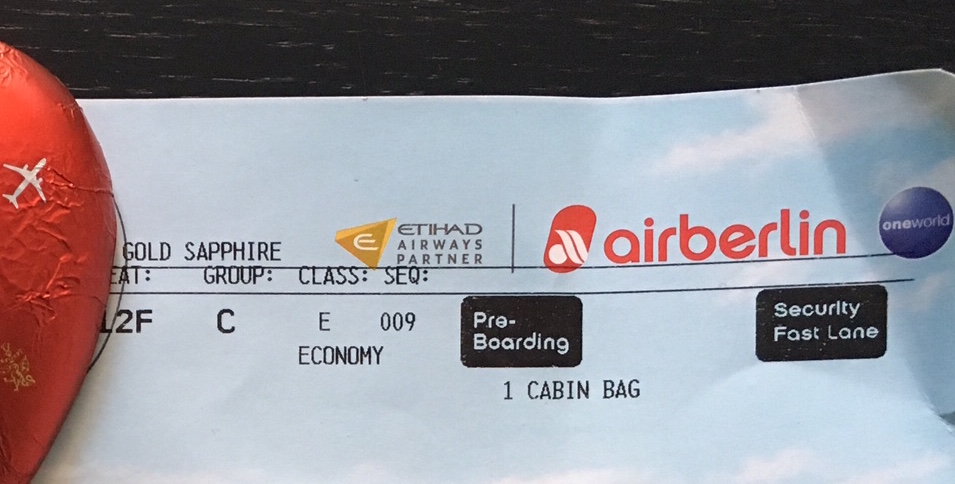 GOLD SAPPHIRE
ETIHAD
AIRWAYS
PARTNER
airberlin
oneworld
GROUP: CLASS: SEQ:
12F C E 009
ECONOMY
Pre-
Boarding
Security
Fast Lane
1 CABIN BAG